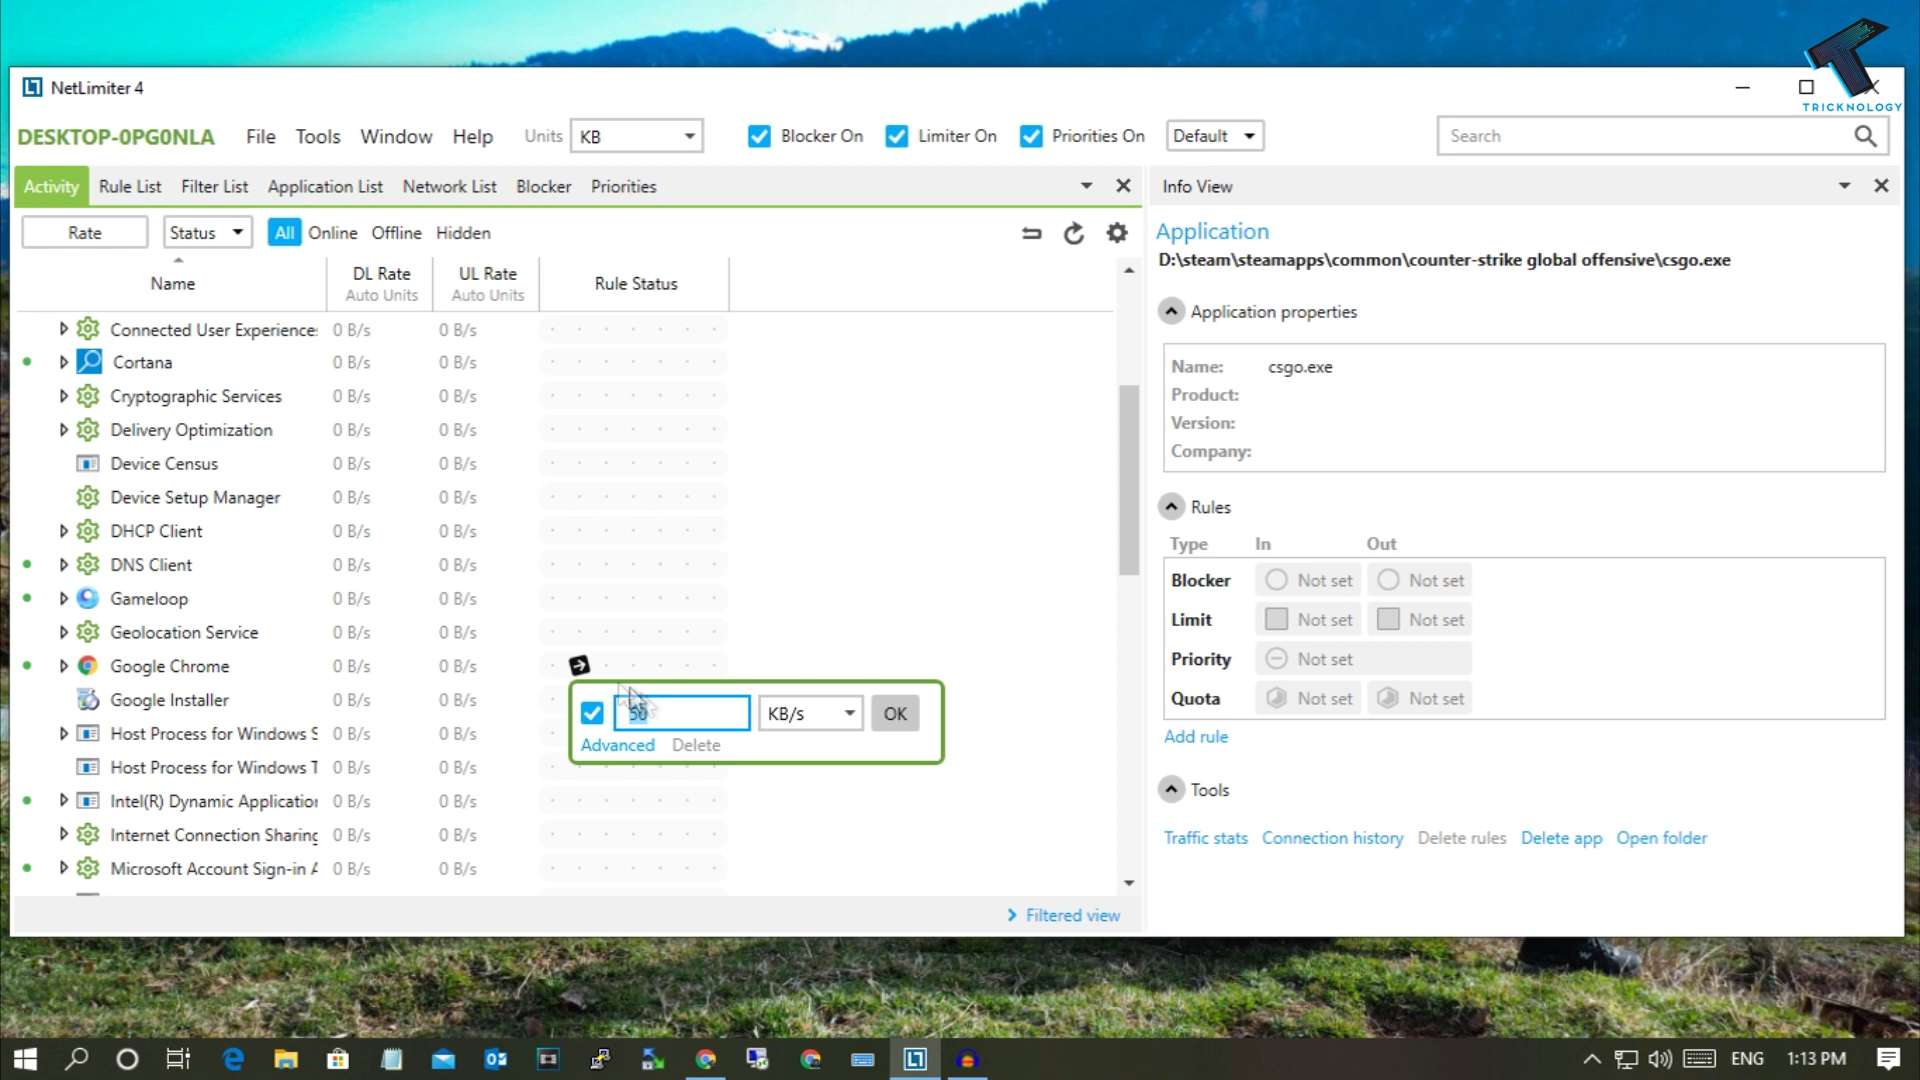 TRICKNOLOGY
NetLimiter 4
DESKTOP-0PG0NLA File Tools Window Help Units KB Blocker On Limiter On Priorities On Default Search
Activity Rule List Filter List Application List Network List Blocker Priorities
Rate Status All Online Offline Hidden
Name DL Rate UL Rate Rule Status
Auto Units Auto Units
Connected User Experience 0 B/s 0 B/s
Cortana 0 B/s 0 B/s
Cryptographic Services 0 B/s 0 B/s
Delivery Optimization 0 B/s 0 B/s
Device Census 0 B/s 0 B/s
Device Setup Manager 0 B/s 0 B/s
DHCP Client 0 B/s 0 B/s
DNS Client 0 B/s 0 B/s
Gameloop 0 B/s 0 B/s
Geolocation Service 0 B/s 0 B/s
Google Chrome 0 B/s 0 B/s
Google Installer 0 B/s 0 B/s
Host Process for Windows S 0 B/s 0 B/s
Host Process for Windows T 0 B/s 0 B/s
Intel(R) Dynamic Application 0 B/s 0 B/s
Internet Connection Sharing 0 B/s 0 B/s
Microsoft Account Sign-in A 0 B/s 0 B/s
50 KB/s OK
Advanced Delete
Filtered view
Info View
Application
D:\steam\steamapps\common\counter-strike global offensive\csgo.exe
Application properties
Name: csgo.exe
Product:
Version:
Company:
Rules
Type In Out
Blocker Not set Not set
Limit Not set Not set
Priority Not set
Quota Not set Not set
Add rule
Tools
Traffic stats Connection history Delete rules Delete app Open folder
ENG 1:13 PM